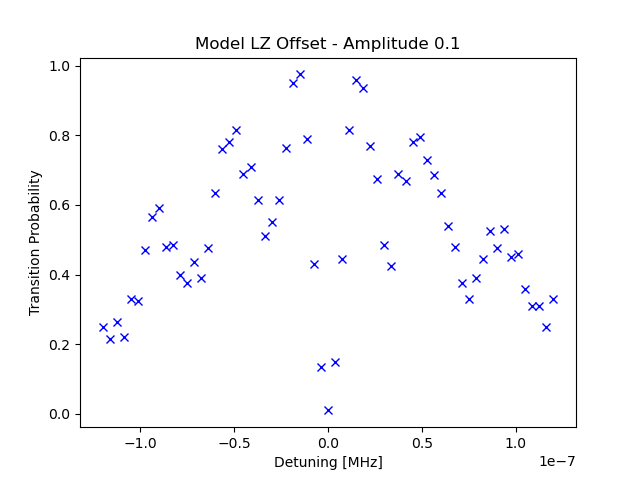 Model LZ Offset - Amplitude 0.1
1.0
0.8
0.6
0.4
0.2
0.0
Transition Probability
−1.0 −0.5 0.0 0.5 1.0
1e−7
Detuning [MHz]